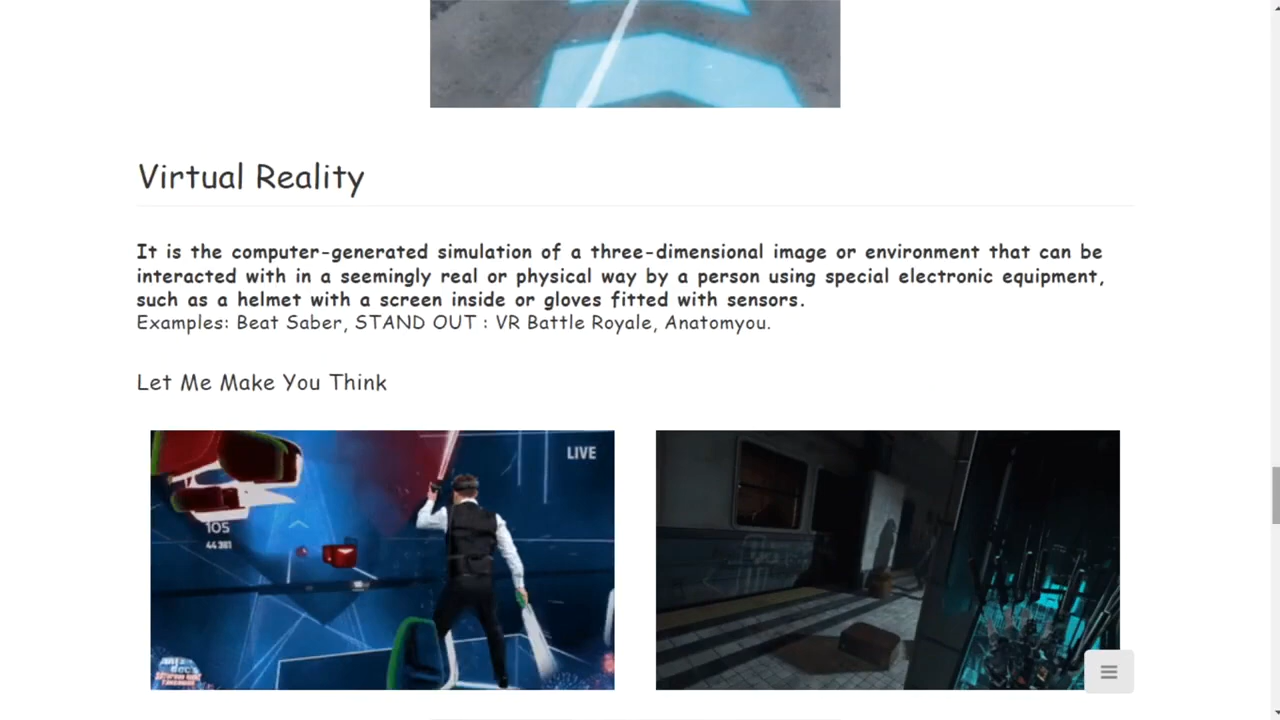 Virtual Reality
It is the computer-generated simulation of a three-dimensional image or environment that can be
interacted with in a seemingly real or physical way by a person using special electronic equipment,
such as a helmet with a screen inside or gloves fitted with sensors.
Examples: Beat Saber, STAND OUT : VR Battle Royale, Anatomyou.
Let Me Make You Think
LIVE
105
44381